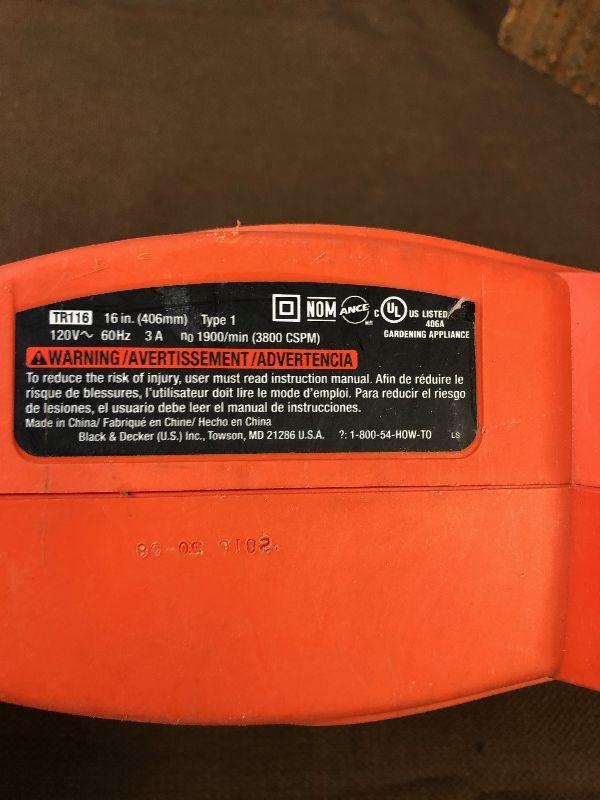 TR116 16 in. (406mm) Type 1
120V~ 60Hz 3 A no 1900/min (3800 CSPM)
NOM ANCE c UL US LISTED
406A
GARDENING APPLIANCE
WARNING/AVERTISSEMENT/ADVERTENCIA
To reduce the risk of injury, user must read instruction manual. Afin de réduire le
risque de blessures, l'utilisateur doit lire le mode d'emploi. Para reducir el riesgo
de lesiones, el usuario debe leer el manual de instrucciones.
Made in China/ Fabriqué en Chine/ Hecho en China
Black & Decker (U.S.) Inc., Towson, MD 21286 U.S.A. ?: 1-800-54-HOW-TO LS